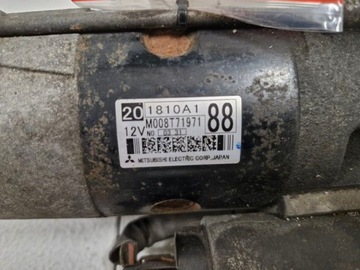 20 1810A1
M008T71971 88
12V NO 03 31
MITSUBISHI ELECTRIC CORP. JAPAN